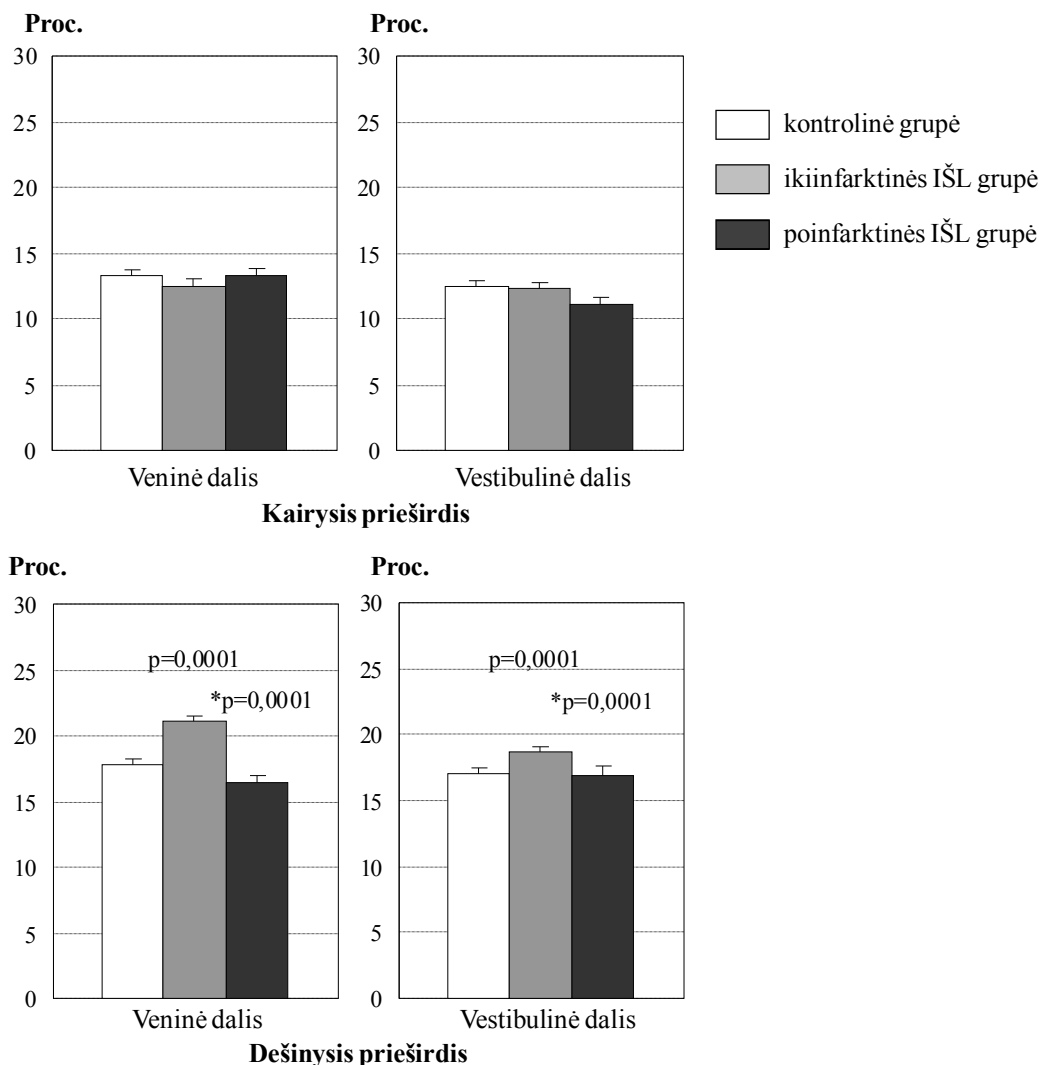 Proc.
30
25
20
15
10
5
0
Veninė dalis
Proc.
30
25
20
15
10
5
0
Vestibulinė dalis
kontrolinė grupė
ikiinfarktinės IŠL grupė
poinfarktinės IŠL grupė
Kairysis prieširdis
Proc.
30
25
20
15
10
5
0
p=0,0001
*p=0,0001
Veninė dalis
Proc.
30
25
20
15
10
5
0
p=0,0001
*p=0,0001
Vestibulinė dalis
Dešinysis prieširdis